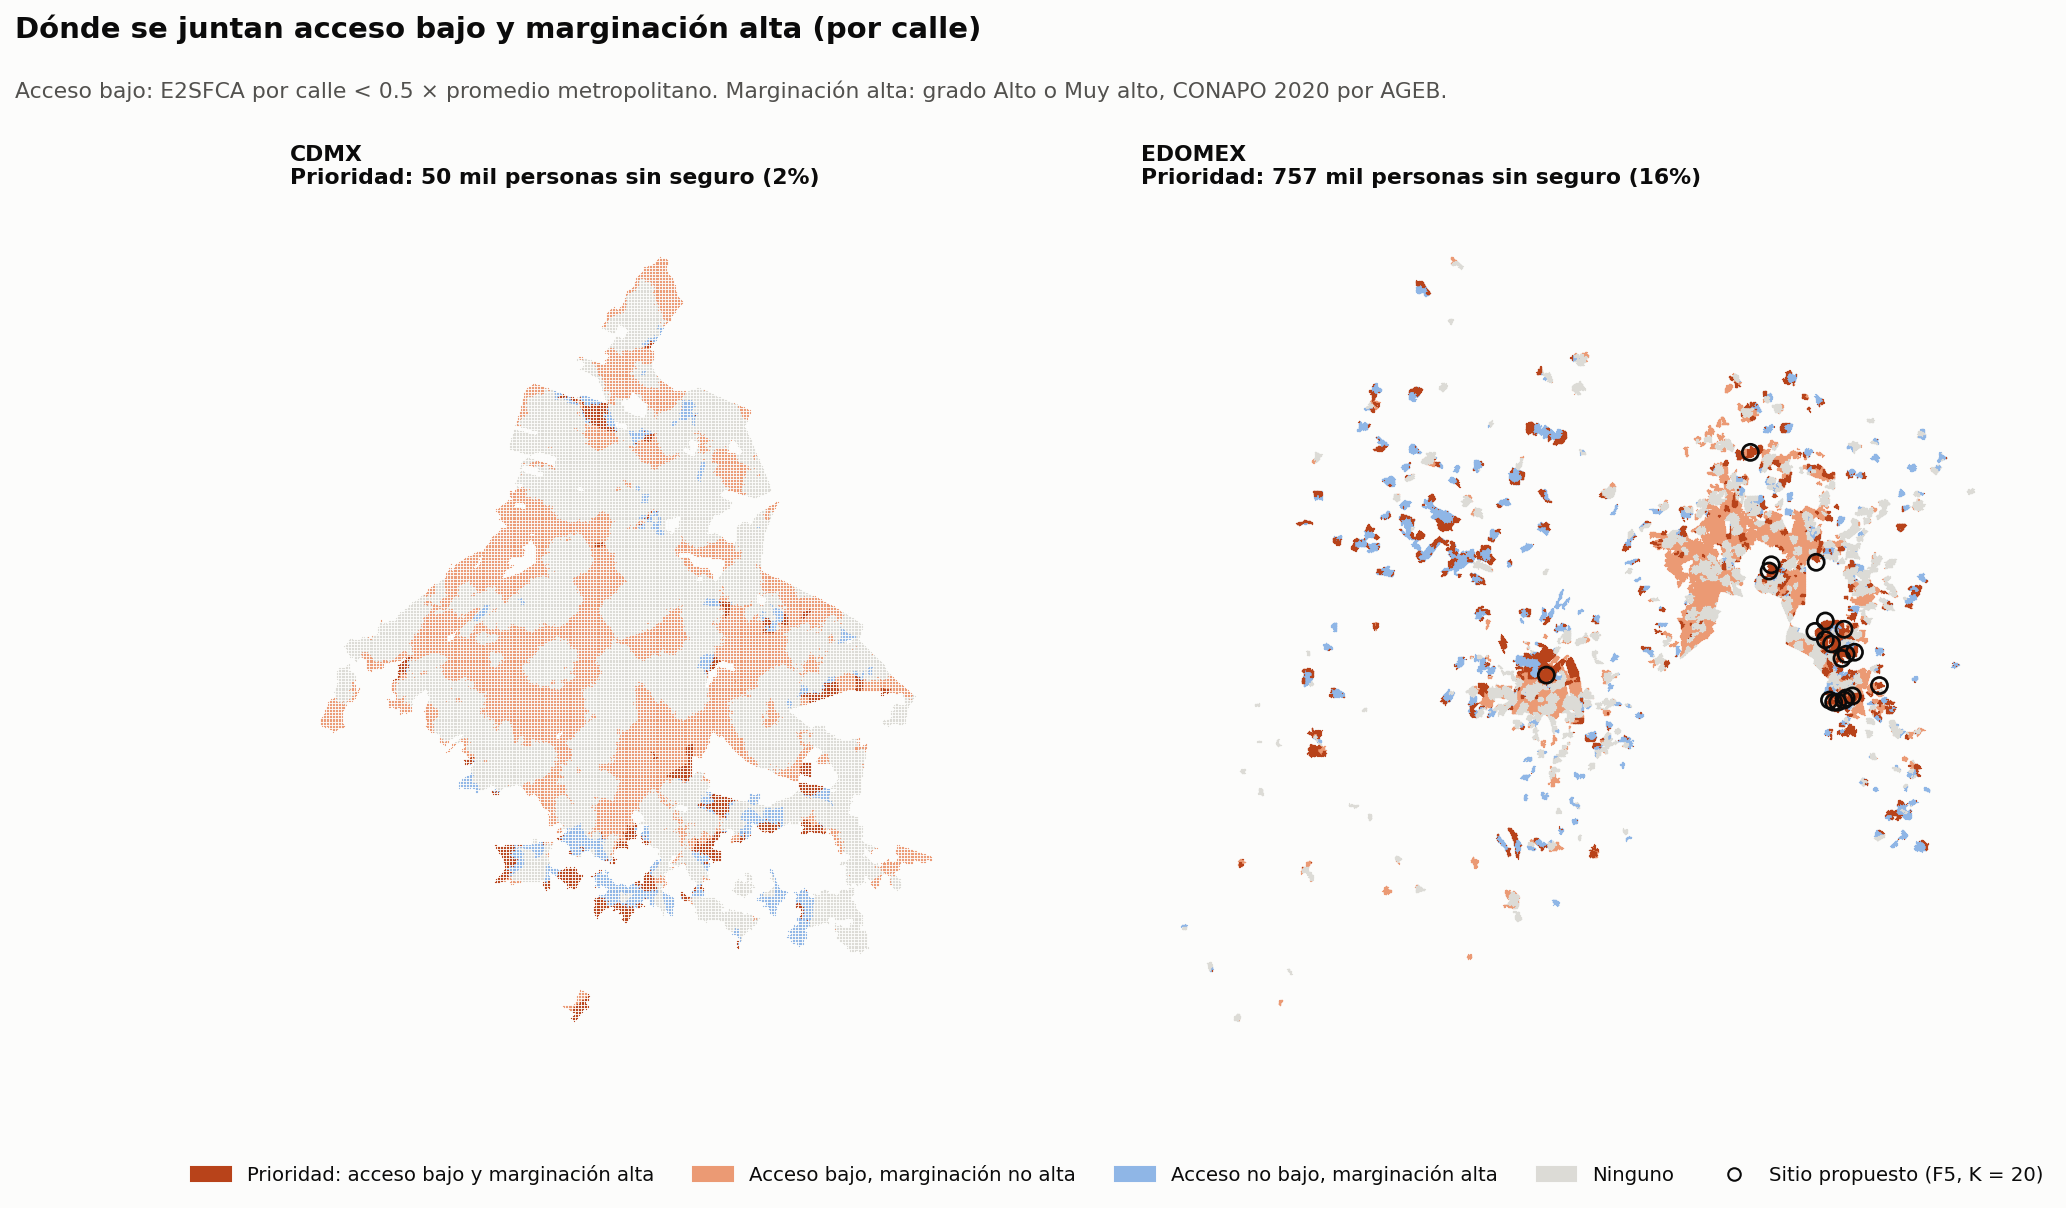 Dónde se juntan acceso bajo y marginación alta (por calle)
Acceso bajo: E2SFCA por calle < 0.5 × promedio metropolitano. Marginación alta: grado Alto o Muy alto, CONAPO 2020 por AGEB.
CDMX
Prioridad: 50 mil personas sin seguro (2%)
EDOMEX
Prioridad: 757 mil personas sin seguro (16%)
Prioridad: acceso bajo y marginación alta
Acceso bajo, marginación no alta
Acceso no bajo, marginación alta
Ninguno
Sitio propuesto (F5, K = 20)